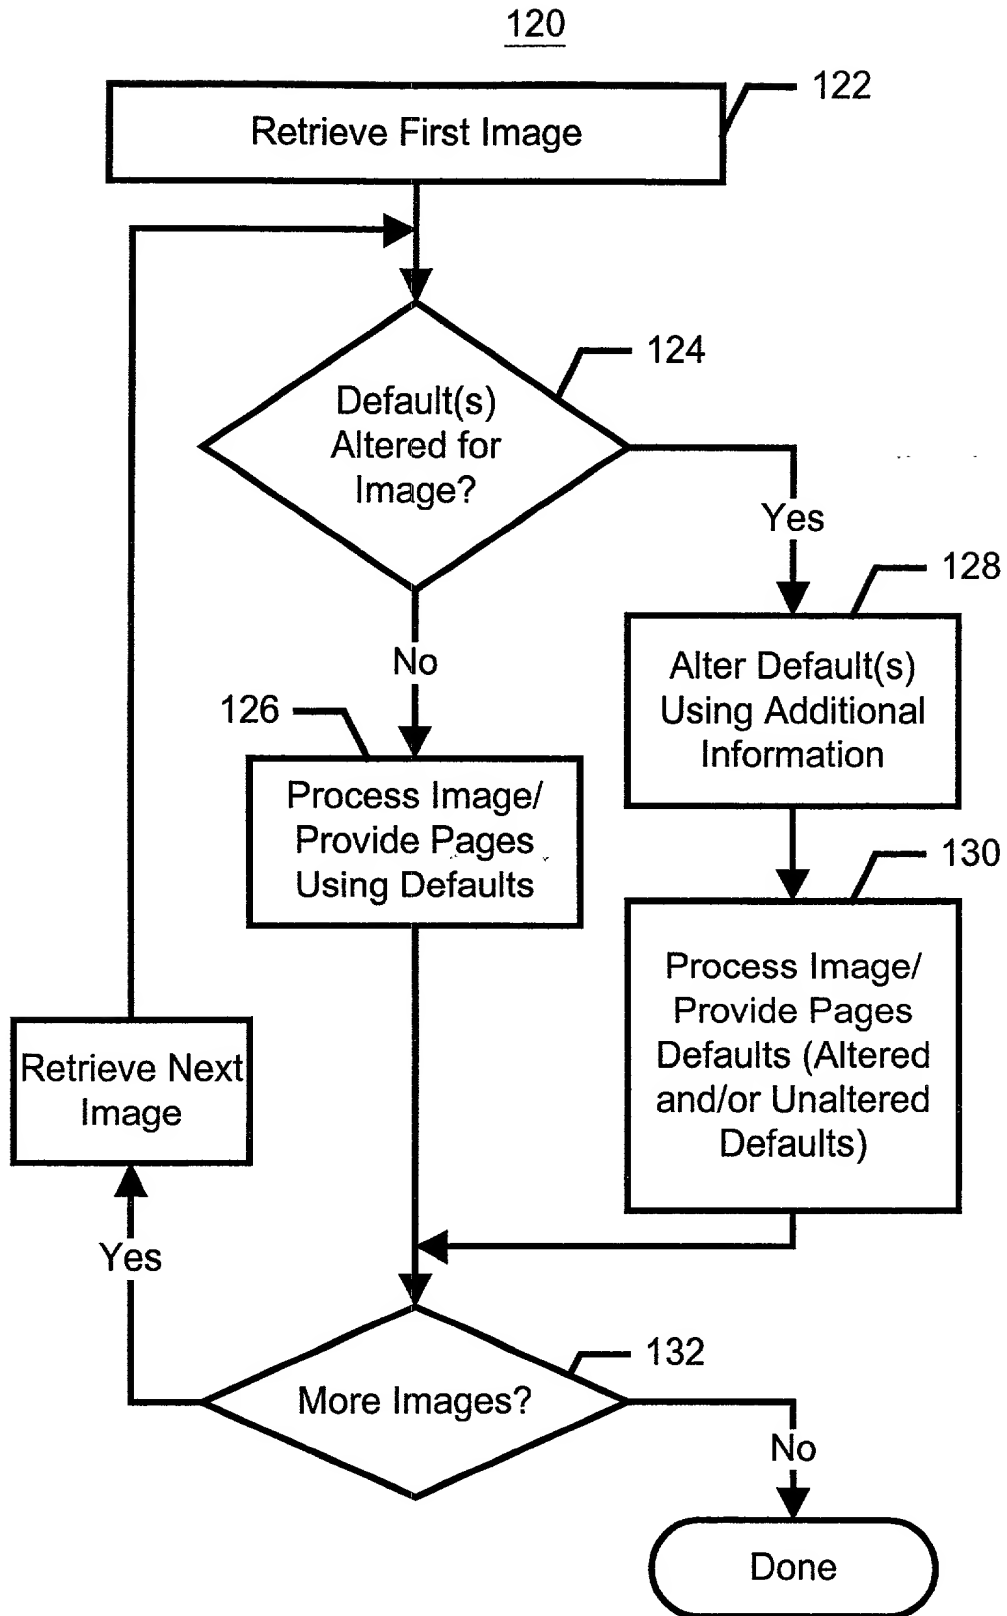 120
122
Retrieve First Image
124
Default(s)
Altered for
Image?
Yes
128
No
Alter Default(s)
Using Additional
Information
126
Process Image/
Provide Pages
Using Defaults
130
Process Image/
Provide Pages
Defaults (Altered
and/or Unaltered
Defaults)
Retrieve Next
Image
Yes
132
More Images?
No
Done